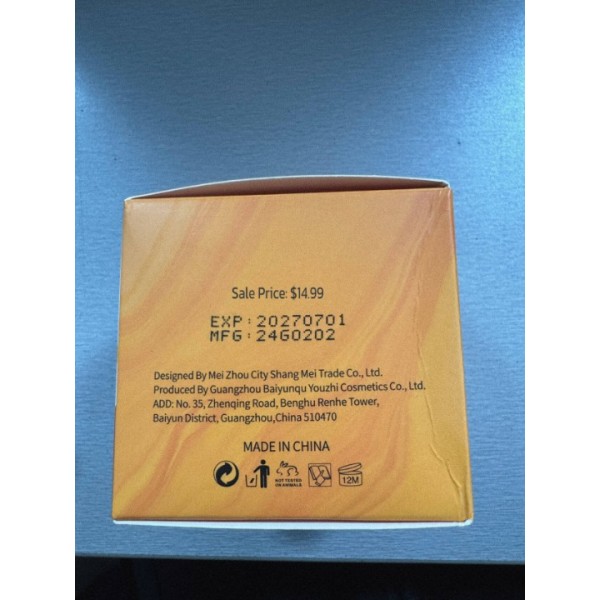 Sale Price: $14.99
EXP:20270701
MFG:24G0202
Designed By Mei Zhou City Shang Mei Trade Co., Ltd.
Produced By Guangzhou Baiyunqu Youzhi Cosmetics Co., Ltd.
ADD: No. 35, Zhenqing Road, Benghu Renhe Tower,
Baiyun District, Guangzhou,China 510470
MADE IN CHINA
NOT TESTED
ON ANIMALS
12M